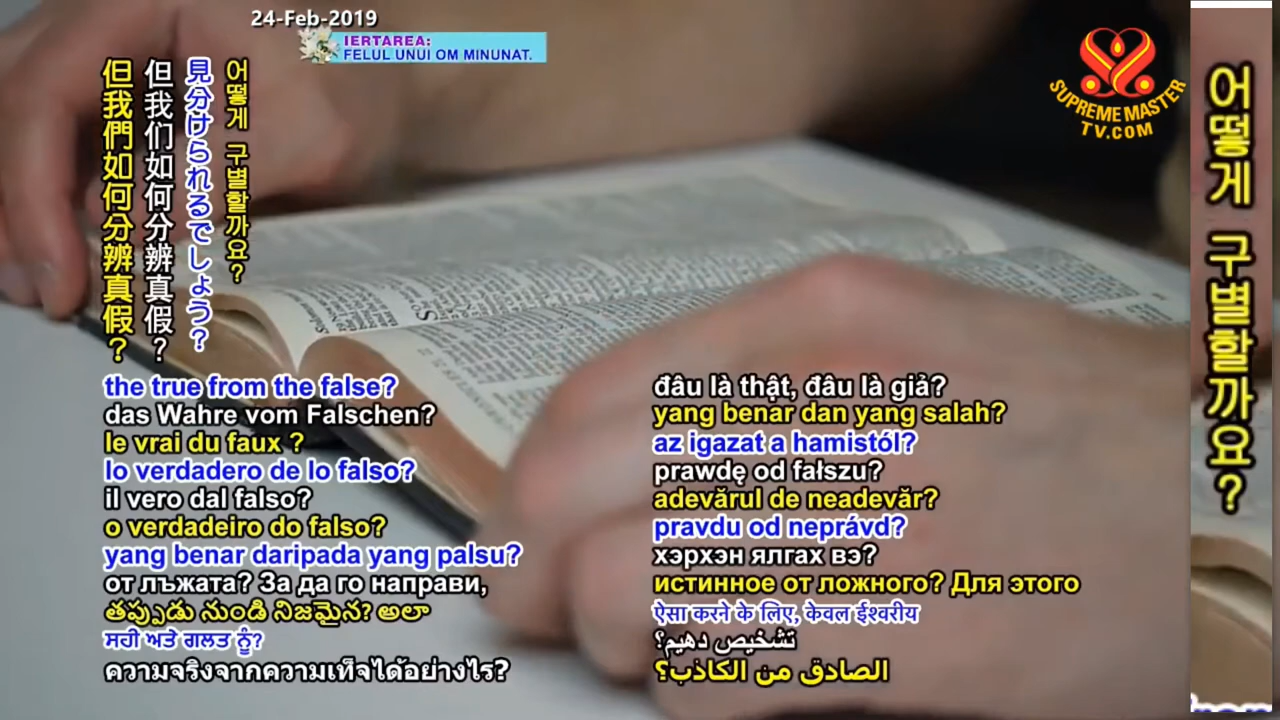 24-Feb-2019
IERTAREA:
FELUL UNUI OM MINUNAT.
SUPREME MASTER
TV.COM
但我們如何分辨真假？
但我们如何分辨真假？
見分けられるでしょう？
어떻게 구별할까요？
어떻게 구별할까요？
the true from the false?
das Wahre vom Falschen?
le vrai du faux ?
lo verdadero de lo falso?
il vero dal falso?
o verdadeiro do falso?
yang benar daripada yang palsu?
от лъжата? За да го направи,
తప్పుడు నుండి నిజమైన? అలా
ਸਹੀ ਅਤੇ ਗਲਤ ਨੂੰ?
ความจริงจากความเท็จได้อย่างไร?
đâu là thật, đâu là giả?
yang benar dan yang salah?
az igazat a hamistól?
prawdę od fałszu?
adevărul de neadevăr?
pravdu od neprávd?
хэрхэн ялгах вэ?
истинное от ложного? Для этого
ऐसा करने के लिए, केवल ईश्वरीय
تشخیص دهیم؟
الصادق من الكاذب؟